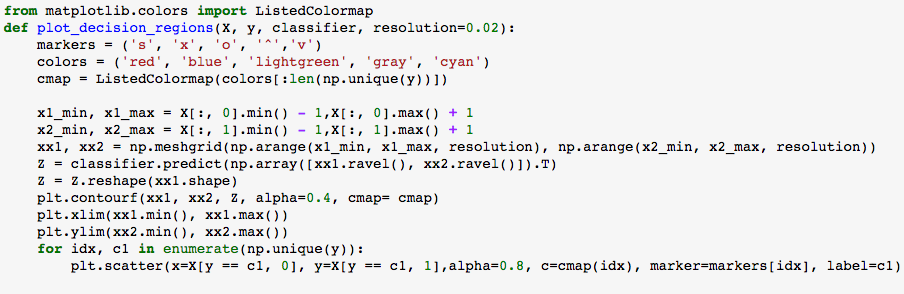 from matplotlib.colors import ListedColormap
def plot_decision_regions(X, y, classifier, resolution=0.02):
    markers = ('s', 'x', 'o', '^','v')
    colors = ('red', 'blue', 'lightgreen', 'gray', 'cyan')
    cmap = ListedColormap(colors[:len(np.unique(y))])

    x1_min, x1_max = X[:, 0].min() - 1,X[:, 0].max() + 1
    x2_min, x2_max = X[:, 1].min() - 1,X[:, 1].max() + 1
    xx1, xx2 = np.meshgrid(np.arange(x1_min, x1_max, resolution), np.arange(x2_min, x2_max, resolution))
    Z = classifier.predict(np.array([xx1.ravel(), xx2.ravel()]).T)
    Z = Z.reshape(xx1.shape)
    plt.contourf(xx1, xx2, Z, alpha=0.4, cmap= cmap)
    plt.xlim(xx1.min(), xx1.max())
    plt.ylim(xx2.min(), xx2.max())
    for idx, c1 in enumerate(np.unique(y)):
        plt.scatter(x=X[y == c1, 0], y=X[y == c1, 1],alpha=0.8, c=cmap(idx), marker=markers[idx], label=c1)